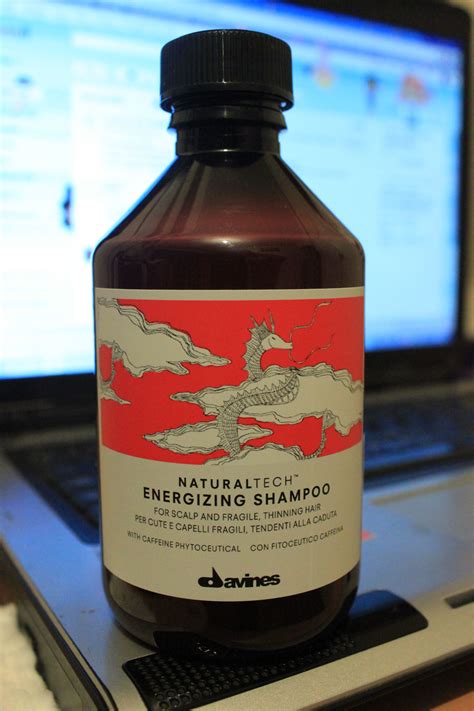 NATURALTECH™
ENERGIZING SHAMPOO
FOR SCALP AND FRAGILE, THINNING HAIR
PER CUTE E CAPELLI FRAGILI, TENDENTI ALLA CADUTA
WITH CAFFEINE PHYTOCEUTICAL CON FITOCEUTICO CAFFEINA
davines